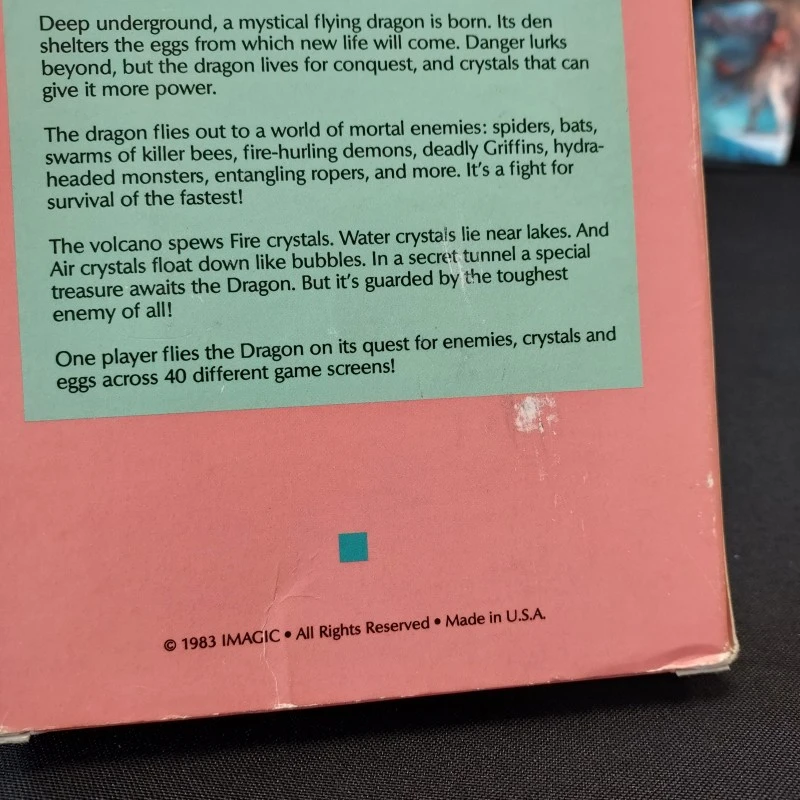 Deep underground, a mystical flying dragon is born. Its den
shelters the eggs from which new life will come. Danger lurks
beyond, but the dragon lives for conquest, and crystals that can
give it more power.
The dragon flies out to a world of mortal enemies: spiders, bats,
swarms of killer bees, fire-hurling demons, deadly Griffins, hydra-
headed monsters, entangling ropers, and more. It's a fight for
survival of the fastest!
The volcano spews Fire crystals. Water crystals lie near lakes. And
Air crystals float down like bubbles. In a secret tunnel a special
treasure awaits the Dragon. But it's guarded by the toughest
enemy of all!
One player flies the Dragon on its quest for enemies, crystals and
eggs across 40 different game screens!
© 1983 IMAGIC • All Rights Reserved • Made in U.S.A.